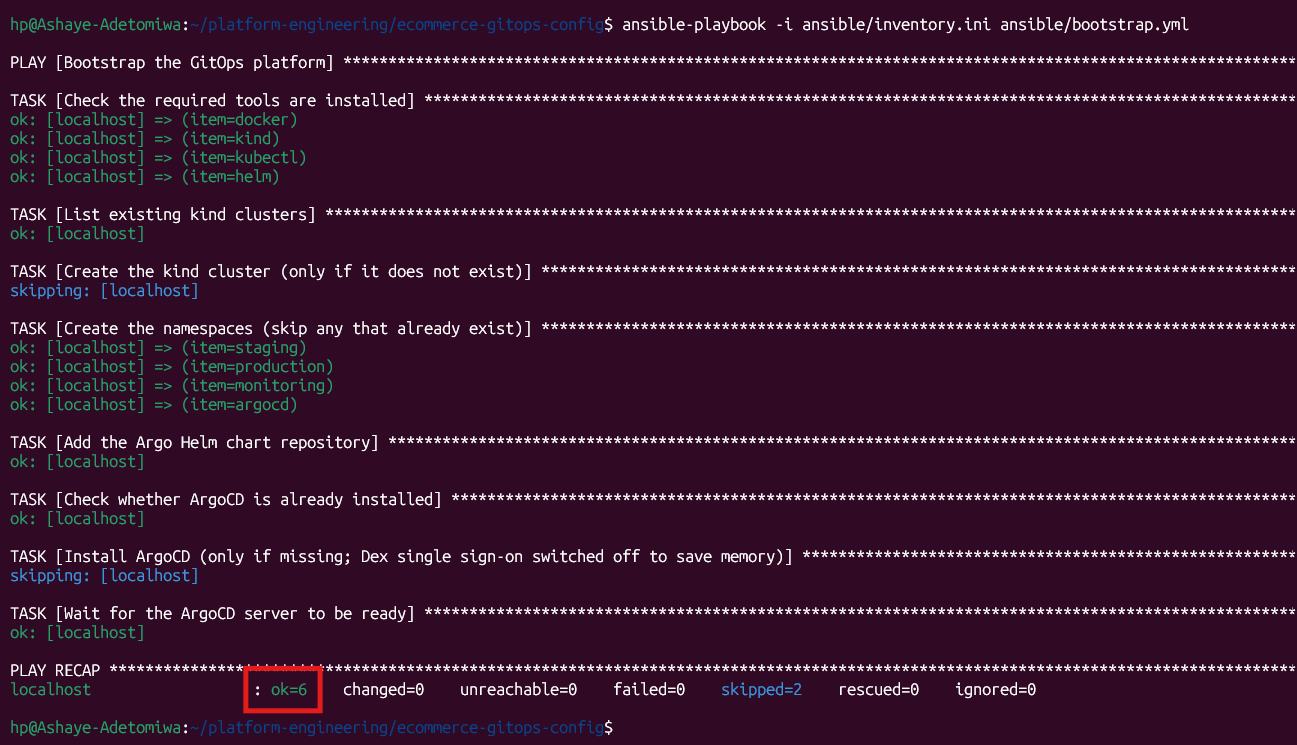 hp@Ashaye-Adetomiwa:~/platform-engineering/ecommerce-gitops-config$ ansible-playbook -i ansible/inventory.ini ansible/bootstrap.yml
PLAY [Bootstrap the GitOps platform] **********************************************************************************************************
TASK [Check the required tools are installed] *************************************************************************************************
ok: [localhost] => (item=docker)
ok: [localhost] => (item=kind)
ok: [localhost] => (item=kubectl)
ok: [localhost] => (item=helm)
TASK [List existing kind clusters] ************************************************************************************************************
ok: [localhost]
TASK [Create the kind cluster (only if it does not exist)] ************************************************************************************
skipping: [localhost]
TASK [Create the namespaces (skip any that already exist)] ************************************************************************************
ok: [localhost] => (item=staging)
ok: [localhost] => (item=production)
ok: [localhost] => (item=monitoring)
ok: [localhost] => (item=argocd)
TASK [Add the Argo Helm chart repository] *****************************************************************************************************
ok: [localhost]
TASK [Check whether ArgoCD is already installed] **********************************************************************************************
ok: [localhost]
TASK [Install ArgoCD (only if missing; Dex single sign-on switched off to save memory)] *******************************************************
skipping: [localhost]
TASK [Wait for the ArgoCD server to be ready] *************************************************************************************************
ok: [localhost]
PLAY RECAP ************************************************************************************************************************************
localhost : ok=6 changed=0 unreachable=0 failed=0 skipped=2 rescued=0 ignored=0
hp@Ashaye-Adetomiwa:~/platform-engineering/ecommerce-gitops-config$